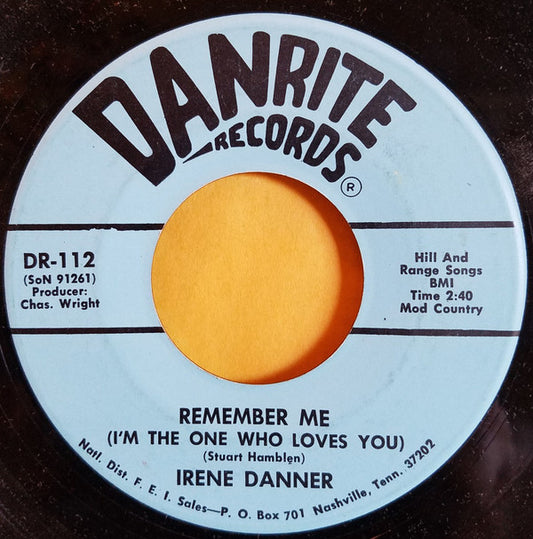 DANRITE
RECORDS
®
DR-112
(SoN 91261)
Producer:
Chas. Wright
Hill And
Range Songs
BMI
Time 2:40
Mod Country
REMEMBER ME
(I'M THE ONE WHO LOVES YOU)
(Stuart Hamblen)
IRENE DANNER
Natl. Dist. F. E. I. Sales—P. O. Box 701 Nashville, Tenn. 37202